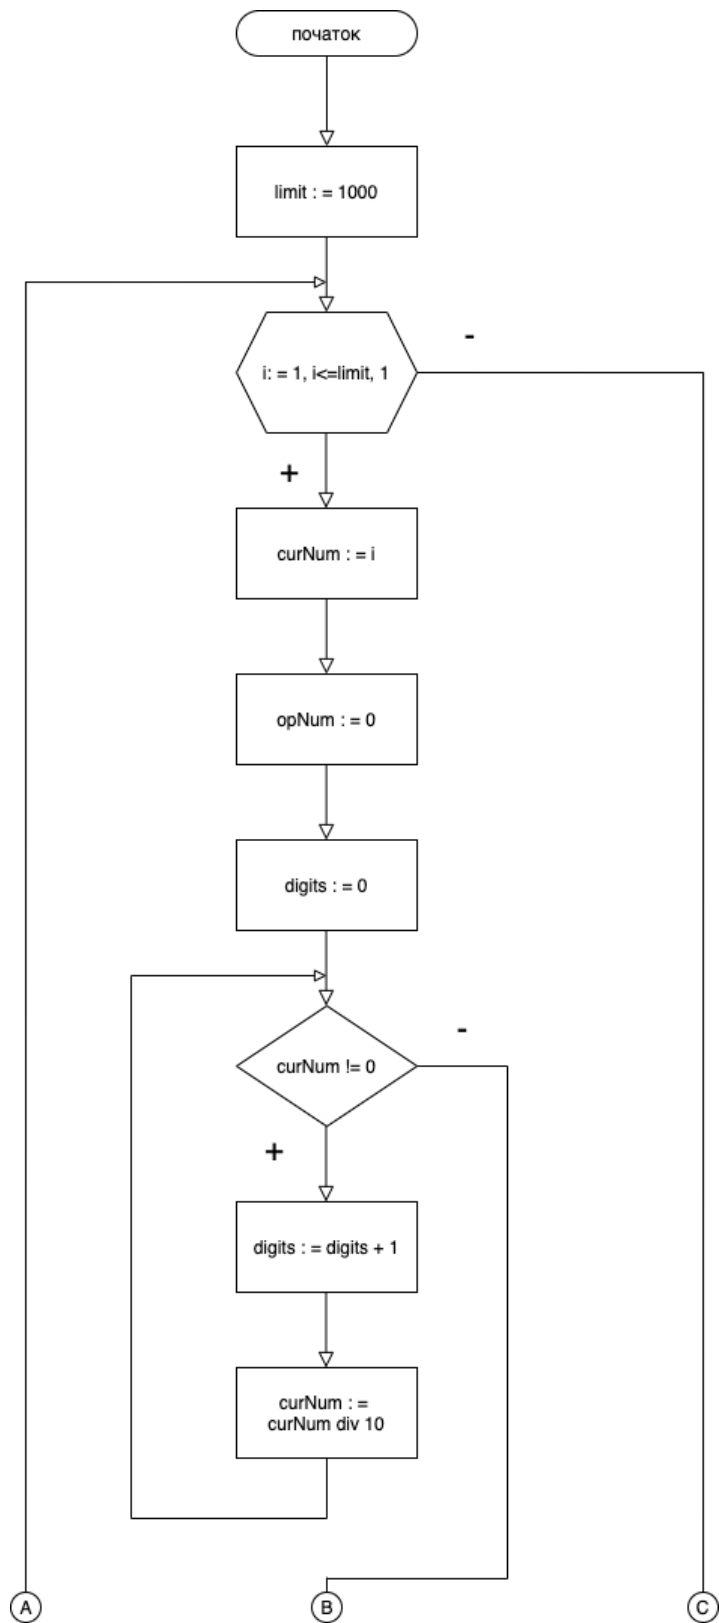 початок
limit : = 1000
-
i: = 1, i<=limit, 1
+
curNum : = i
opNum : = 0
digits : = 0
-
curNum != 0
+
digits : = digits + 1
curNum : =
curNum div 10
A
B
C